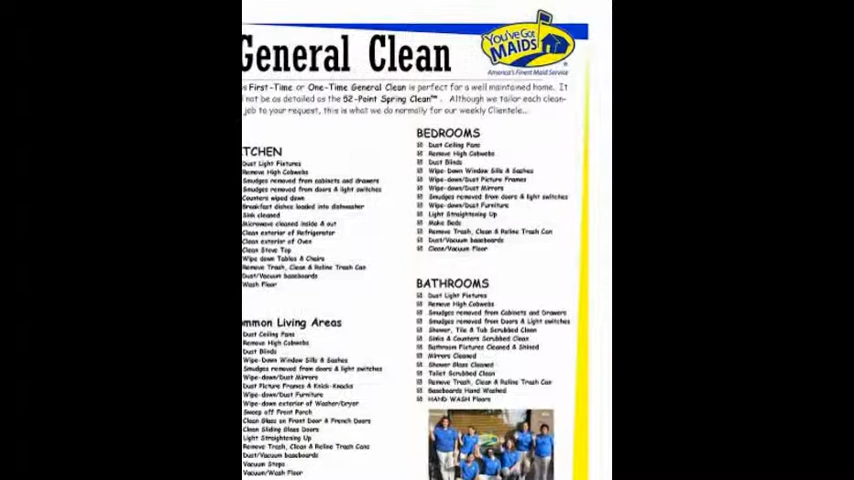 General Clean
You've Got
MAIDS
America's Finest Maid Service
First-Time or One-Time General Clean is perfect for a well maintained home. It
not be as detailed as the 52-Point Spring Clean™. Although we tailor each clean-
job to your request, this is what we do normally for our weekly Clientele...
TCHEN
Dust Light Fixtures
Remove High Cobwebs
Smudges removed from cabinets and drawers
Smudges removed from doors & light switches
Counters wiped down
Breakfast dishes loaded into dishwasher
Sink cleaned
Microwave cleaned inside & out
Clean exterior of Refrigerator
Clean exterior of Oven
Clean Stove Top
Wipe down Tables & Chairs
Remove Trash, Clean & Reline Trash Can
Dust/Vacuum baseboards
Wash Floor
mmon Living Areas
Dust Ceiling Fans
Remove High Cobwebs
Dust Blinds
Wipe-Down Window Sills & Sashes
Smudges removed from doors & light switches
Wipe-down/Dust Mirrors
Dust Picture Frames & Knick-Knacks
Wipe-down/Dust Furniture
Wipe-down exterior of Washer/Dryer
Sweep off Front Porch
Clean Glass on Front Door & French Doors
Clean Sliding Glass Doors
Light Straightening Up
Remove Trash, Clean & Reline Trash Cans
Dust/Vacuum baseboards
Vacuum Steps
Vacuum/Wash Floor
BEDROOMS
Dust Ceiling Fans
Remove High Cobwebs
Dust Blinds
Wipe-Down Window Sills & Sashes
Wipe-down/Dust Picture Frames
Wipe-down/Dust Mirrors
Smudges removed from doors & light switches
Wipe-down/Dust Furniture
Light Straightening Up
Make Beds
Remove Trash, Clean & Reline Trash Can
Dust/Vacuum baseboards
Clean/Vacuum Floor
BATHROOMS
Dust Light Fixtures
Remove High Cobwebs
Smudges removed from Cabinets and Drawers
Smudges removed from Doors & Light switches
Shower, Tile & Tub Scrubbed Clean
Sinks & Counters Scrubbed Clean
Bathroom Fixtures Cleaned & Shined
Mirrors Cleaned
Shower Glass Cleaned
Toilet Scrubbed Clean
Remove Trash, Clean & Reline Trash Can
Baseboards Hand Washed
HAND WASH Floors